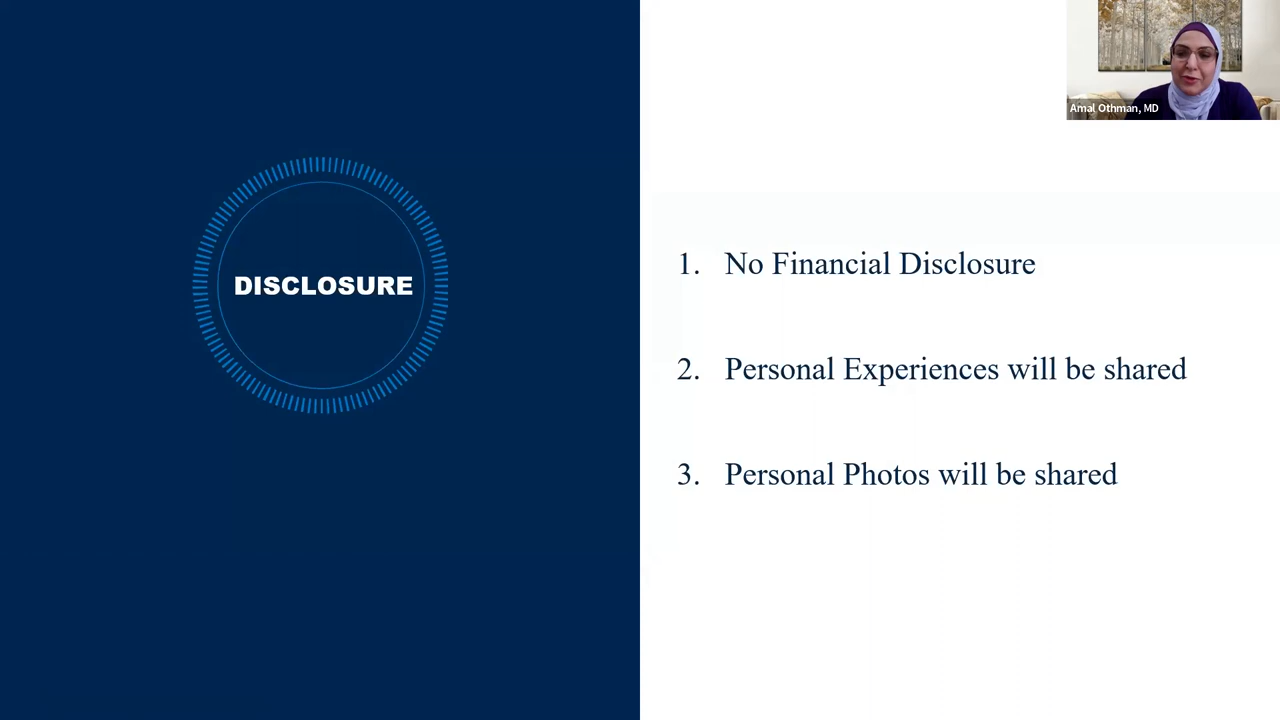 DISCLOSURE
1. No Financial Disclosure
2. Personal Experiences will be shared
3. Personal Photos will be shared
Amal Othman, MD